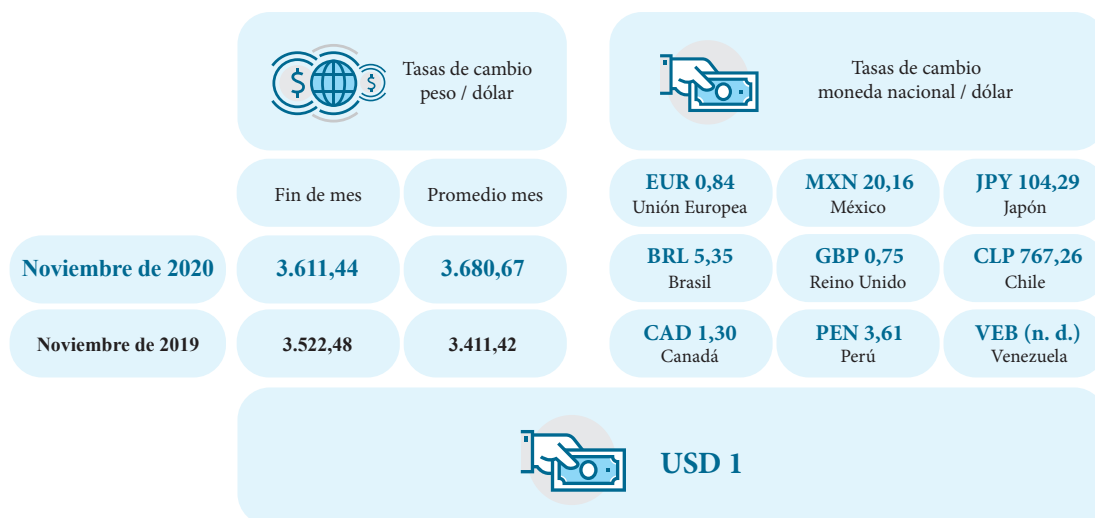 Tasas de cambio
peso / dólar
Tasas de cambio
moneda nacional / dólar
Fin de mes
Promedio mes
EUR 0,84
Unión Europea
MXN 20,16
México
JPY 104,29
Japón
Noviembre de 2020
3.611,44
3.680,67
BRL 5,35
Brasil
GBP 0,75
Reino Unido
CLP 767,26
Chile
Noviembre de 2019
3.522,48
3.411,42
CAD 1,30
Canadá
PEN 3,61
Perú
VEB (n. d.)
Venezuela
USD 1